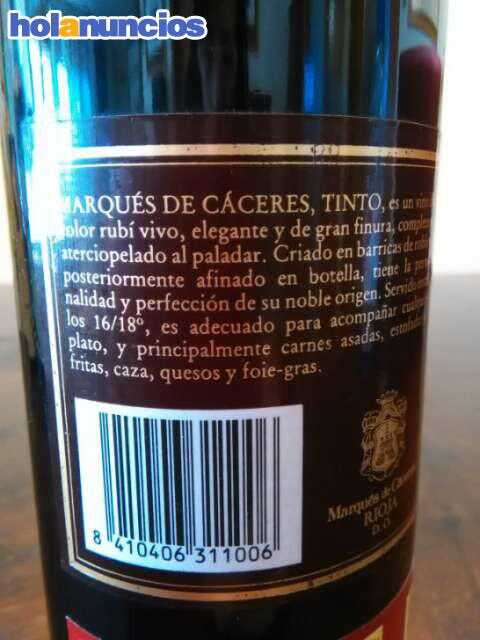 holanuncios
MARQUÉS DE CÁCERES, TINTO, es un vino
color rubí vivo, elegante y de gran finura,
aterciopelado al paladar. Criado en barricas de
posteriormente afinado en botella, tiene la
nalidad y perfección de su noble origen. Servido
los 16/18º, es adecuado para acompañar cualquier
plato, y principalmente carnes asadas,
fritas, caza, quesos y foie-gras.
8 410406 311006
Marqués de Cáceres
RIOJA
D.O.